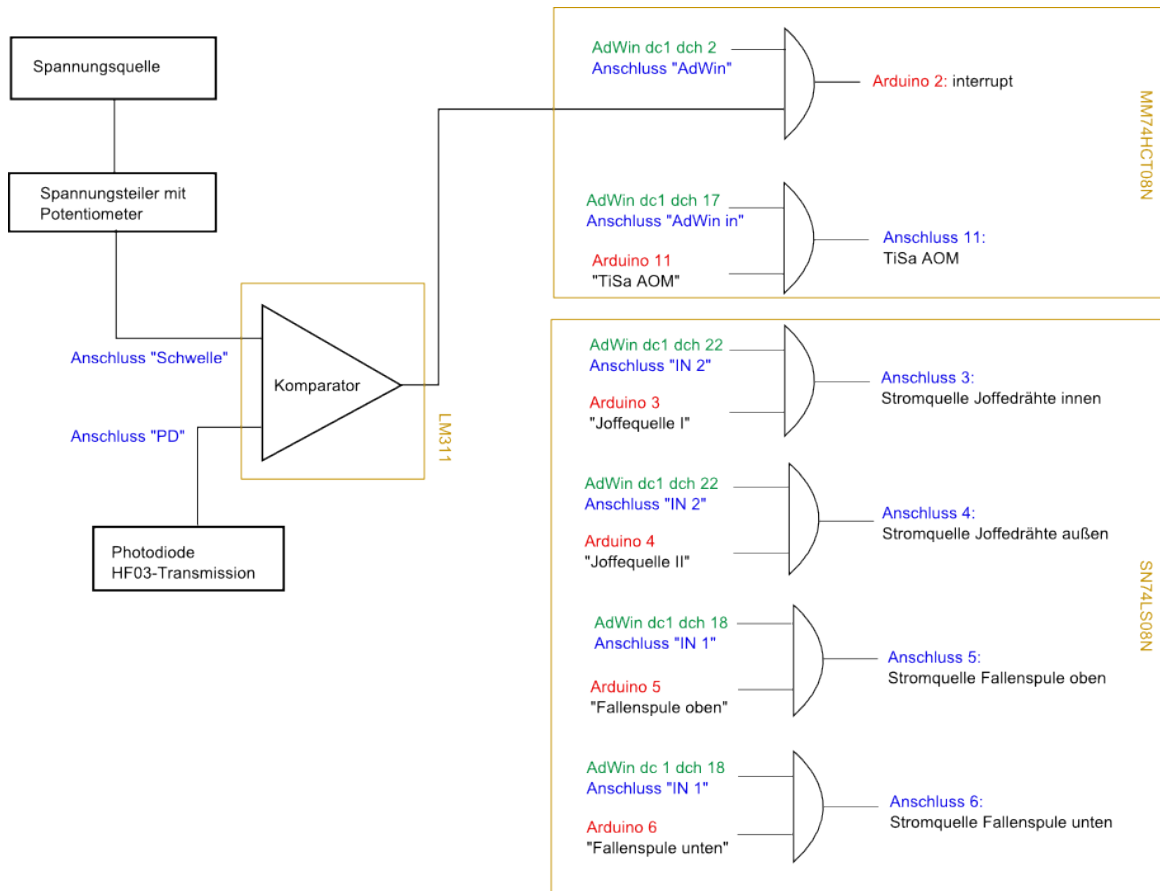 Spannungsquelle
Spannungsteiler mit
Potentiometer
Anschluss "Schwelle"
Komparator
Anschluss "PD"
LM311
Photodiode
HF03-Transmission
AdWin dc1 dch 2
Anschluss "AdWin"
Arduino 2: interrupt
AdWin dc1 dch 17
Anschluss "AdWin in"
Arduino 11
"TiSa AOM"
Anschluss 11:
TiSa AOM
MM74HCT08N
AdWin dc1 dch 22
Anschluss "IN 2"
Arduino 3
"Joffequelle I"
Anschluss 3:
Stromquelle Joffedrähte innen
AdWin dc1 dch 22
Anschluss "IN 2"
Arduino 4
"Joffequelle II"
Anschluss 4:
Stromquelle Joffedrähte außen
AdWin dc1 dch 18
Anschluss "IN 1"
Arduino 5
"Fallenspule oben"
Anschluss 5:
Stromquelle Fallenspule oben
AdWin dc 1 dch 18
Anschluss "IN 1"
Arduino 6
"Fallenspule unten"
Anschluss 6:
Stromquelle Fallenspule unten
SN74LS08N